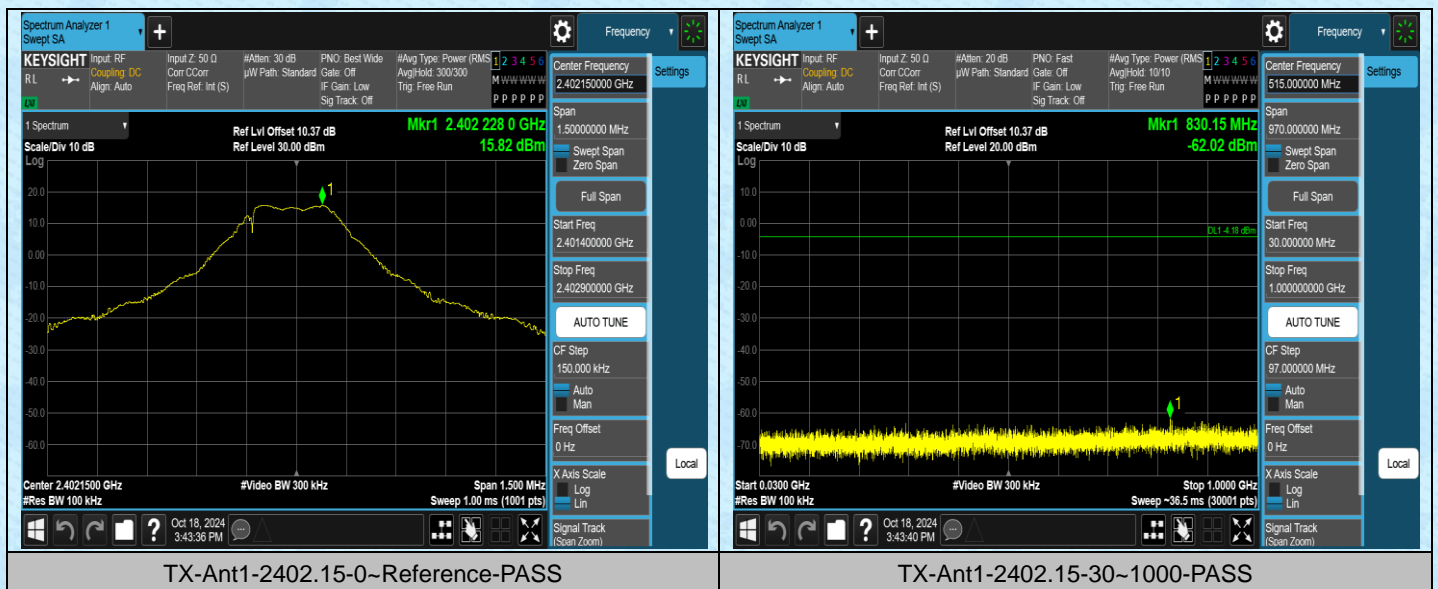 Spectrum Analyzer 1
Swept SA
+
Frequency
KEYSIGHT
RL
LXI
Input: RF
Coupling: DC
Align: Auto
Input Z: 50 Ω
Corr CCorr
Freq Ref: Int (S)
#Atten: 30 dB
µW Path: Standard
PNO: Best Wide
Gate: Off
IF Gain: Low
Sig Track: Off
#Avg Type: Power (RMS
Avg|Hold: 300/300
Trig: Free Run
1 2 3 4 5 6
M W W W W W
P P P P P P
1 Spectrum
Scale/Div 10 dB
Ref Lvl Offset 10.37 dB
Ref Level 30.00 dBm
Mkr1 2.402 228 0 GHz
15.82 dBm
Log
20.0
10.0
0.00
-10.0
-20.0
-30.0
-40.0
-50.0
-60.0
1
Center 2.4021500 GHz
#Res BW 100 kHz
#Video BW 300 kHz
Span 1.500 MHz
Sweep 1.00 ms (1001 pts)
Center Frequency
2.402150000 GHz
Settings
Span
1.50000000 MHz
Swept Span
Zero Span
Full Span
Start Freq
2.401400000 GHz
Stop Freq
2.402900000 GHz
AUTO TUNE
CF Step
150.000 kHz
Auto
Man
Freq Offset
0 Hz
X Axis Scale
Log
Lin
Signal Track
(Span Zoom)
Local
?
Oct 18, 2024
3:43:36 PM
TX-Ant1-2402.15-0~Reference-PASS
Spectrum Analyzer 1
Swept SA
+
Frequency
KEYSIGHT
RL
LXI
Input: RF
Coupling: DC
Align: Auto
Input Z: 50 Ω
Corr CCorr
Freq Ref: Int (S)
#Atten: 20 dB
µW Path: Standard
PNO: Fast
Gate: Off
IF Gain: Low
Sig Track: Off
#Avg Type: Power (RMS
Avg|Hold: 10/10
Trig: Free Run
1 2 3 4 5 6
M W W W W W
P P P P P P
1 Spectrum
Scale/Div 10 dB
Ref Lvl Offset 10.37 dB
Ref Level 20.00 dBm
Mkr1 830.15 MHz
-62.02 dBm
Log
10.0
0.00
-10.0
-20.0
-30.0
-40.0
-50.0
-60.0
-70.0
DL1 -4.18 dBm
1
Start 0.0300 GHz
#Res BW 100 kHz
#Video BW 300 kHz
Stop 1.0000 GHz
Sweep ~36.5 ms (30001 pts)
Center Frequency
515.000000 MHz
Settings
Span
970.000000 MHz
Swept Span
Zero Span
Full Span
Start Freq
30.000000 MHz
Stop Freq
1.000000000 GHz
AUTO TUNE
CF Step
97.000000 MHz
Auto
Man
Freq Offset
0 Hz
X Axis Scale
Log
Lin
Signal Track
(Span Zoom)
Local
?
Oct 18, 2024
3:43:40 PM
TX-Ant1-2402.15-30~1000-PASS